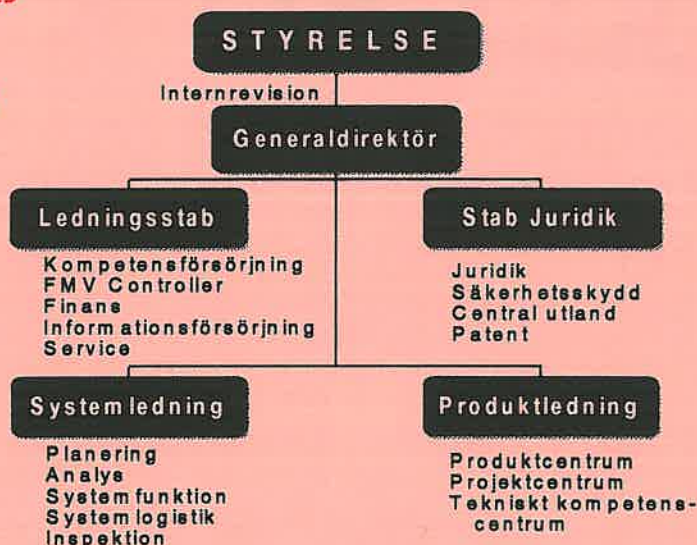 STYRELSE
Internrevision
Generaldirektör
Ledningsstab
Kompetensförsörjning
FMV Controller
Finans
Informationsförsörjning
Service
Stab Juridik
Juridik
Säkerhetsskydd
Central utland
Patent
Systemledning
Planering
Analys
Systemfunktion
Systemlogistik
Inspektion
Produktledning
Produktcentrum
Projektcentrum
Tekniskt kompetens-
centrum